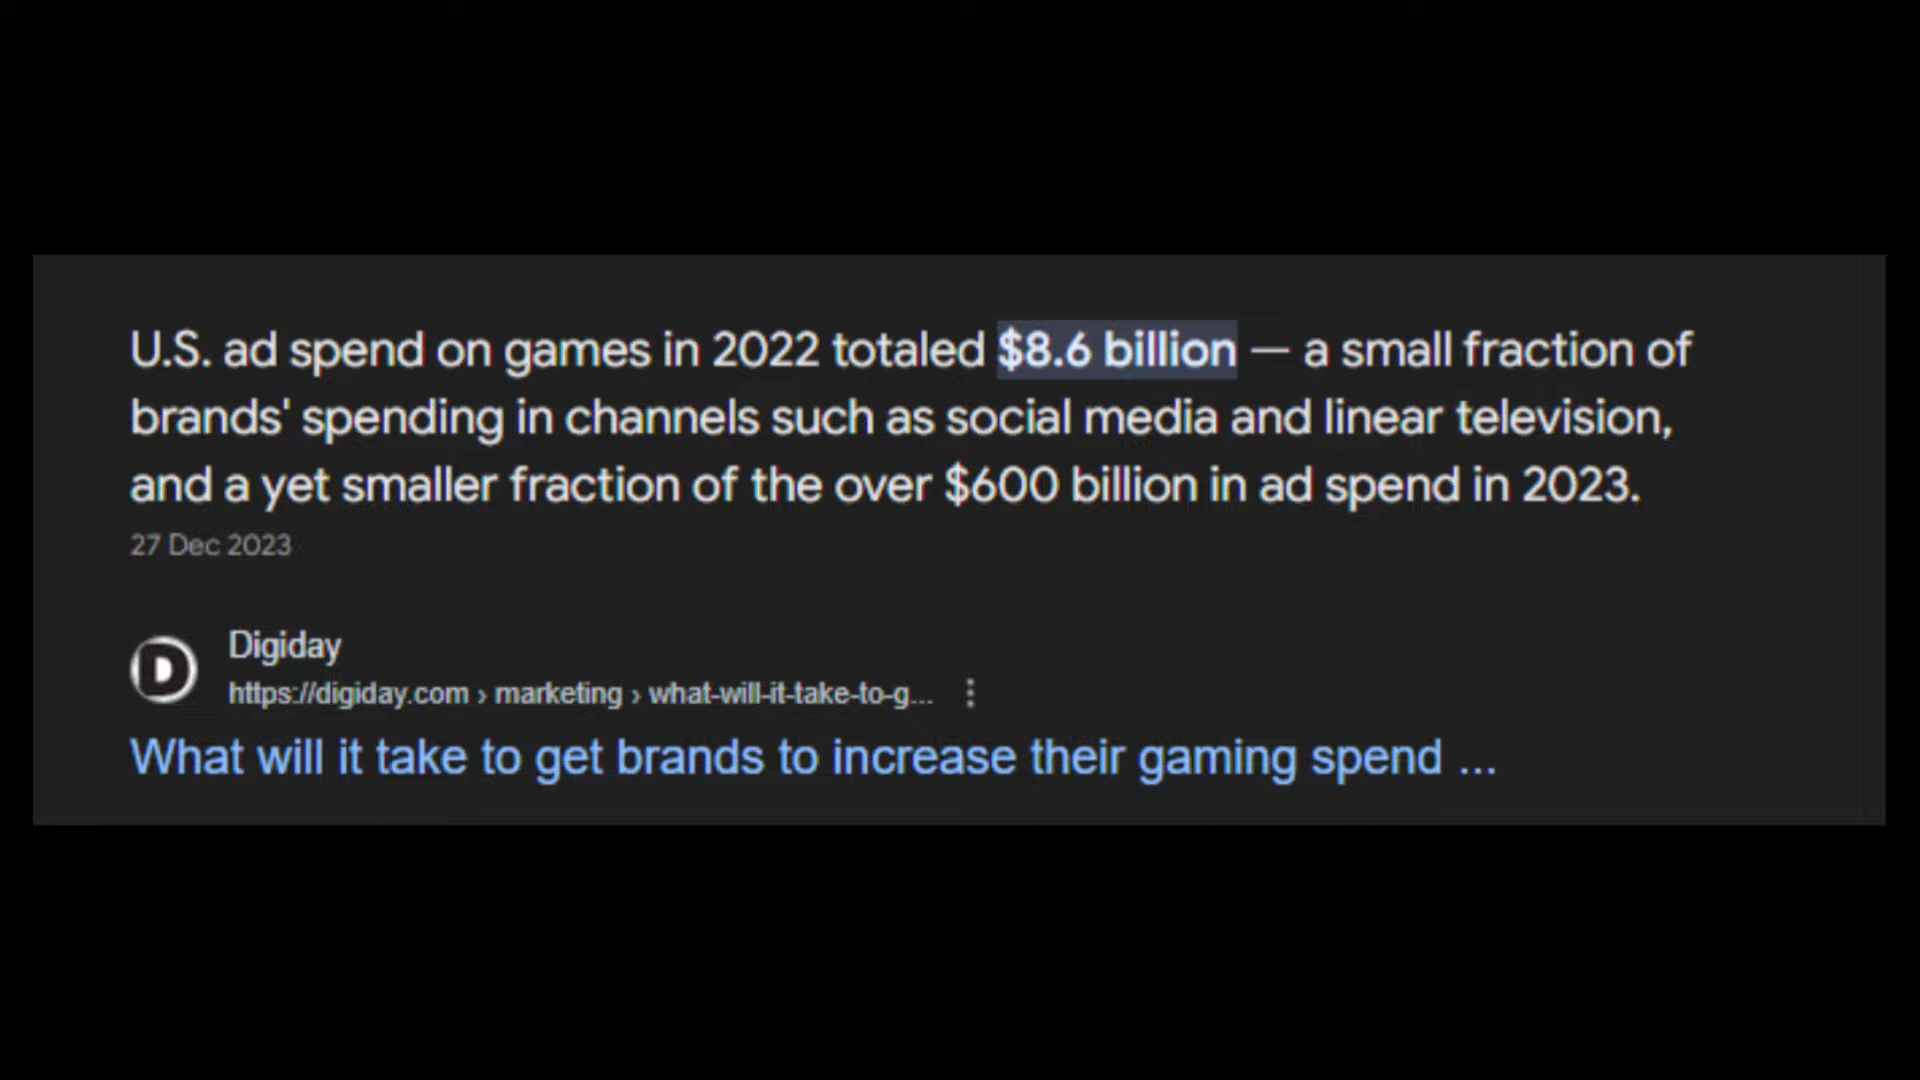 U.S. ad spend on games in 2022 totaled $8.6 billion — a small fraction of
brands' spending in channels such as social media and linear television,
and a yet smaller fraction of the over $600 billion in ad spend in 2023.
27 Dec 2023
D
Digiday
https://digiday.com › marketing › what-will-it-take-to-g...
What will it take to get brands to increase their gaming spend ...